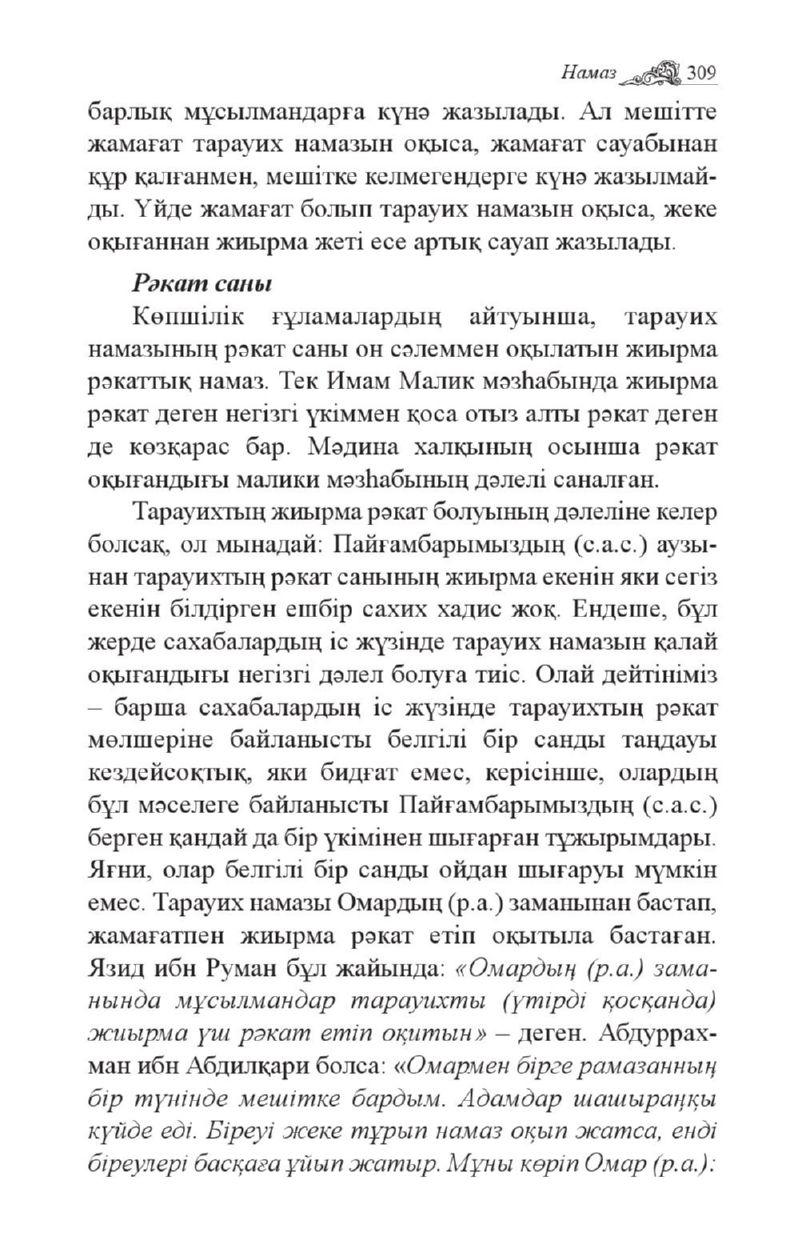 Намаз 309
барлық мұсылмандарға күнә жазылады. Ал мешітте
жамағат тарауих намазын оқыса, жамағат сауабынан
құр қалғанмен, мешітке келмегендерге күнә жазылмай-
ды. Үйде жамағат болып тарауих намазын оқыса, жеке
оқығаннан жиырма жеті есе артық сауап жазылады.
Рәкат саны
Көпшілік ғұламалардың айтуынша, тарауих
намазының рәкат саны он сәлеммен оқылатын жиырма
рәкаттық намаз. Тек Имам Малик мәзһабында жиырма
рәкат деген негізгі үкіммен қоса отыз алты рәкат деген
де көзқарас бар. Мәдина халқының осынша рәкат
оқығандығы малики мәзһабының дәлелі саналған.
Тарауихтың жиырма рәкат болуының дәлеліне келер
болсақ, ол мынадай: Пайғамбарымыздың (с.а.с.) аузы-
нан тарауихтың рәкат санының жиырма екенін яки сегіз
екенін білдірген ешбір сахих хадис жоқ. Ендеше, бұл
жерде сахабалардың іс жүзінде тарауих намазын қалай
оқығандығы негізгі дәлел болуға тиіс. Олай дейтініміз
– барша сахабалардың іс жүзінде тарауихтың рәкат
мөлшеріне байланысты белгілі бір санды таңдауы
кездейсоқтық, яки бидғат емес, керісінше, олардың
бұл мәселеге байланысты Пайғамбарымыздың (с.а.с.)
берген қандай да бір үкімінен шығарған тұжырымдары.
Яғни, олар белгілі бір санды ойдан шығаруы мүмкін
емес. Тарауих намазы Омардың (р.а.) заманынан бастап,
жамағатпен жиырма рәкат етіп оқытыла бастаған.
Язид ибн Руман бұл жайында: «Омардың (р.а.) зама-
нында мұсылмандар тарауихты (үтірді қосқанда)
жиырма үш рәкат етіп оқитын» – деген. Абдуррах-
ман ибн Абдилқари болса: «Омармен бірге рамазанның
бір түнінде мешітке бардым. Адамдар шашыраңқы
күйде еді. Біреуі жеке тұрып намаз оқып жатса, енді
біреулері басқаға ұйып жатыр. Мұны көріп Омар (р.а.):